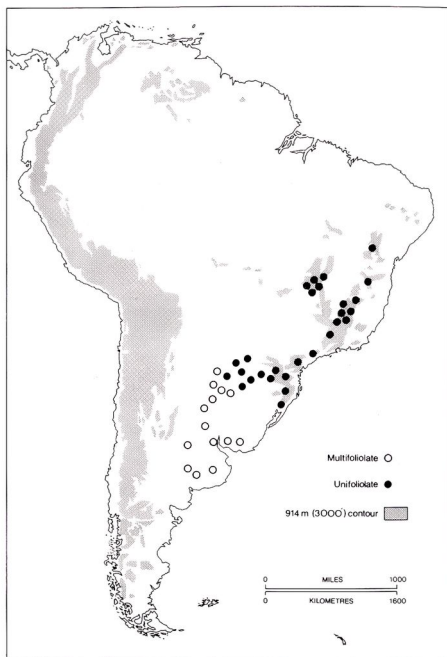 Multifoliolate
Unifoliolate
914 m (3000') contour
0 MILES 1000
0 KILOMETRES 1600